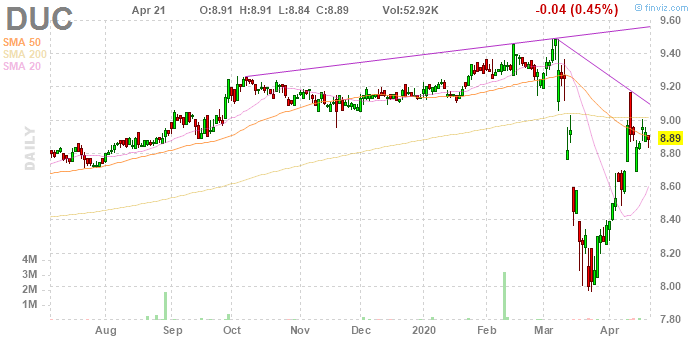 © finviz.com
DUC
Apr 21 O:8.91 H:8.91 L:8.84 C:8.89 Vol:52.92K -0.04 (0.45%)
SMA 50
SMA 200
SMA 20
DAILY
9.60
9.40
9.20
9.00
8.89
8.80
8.60
8.40
8.20
8.00
7.80
4M
3M
2M
1M
Aug Sep Oct Nov Dec 2020 Feb Mar Apr